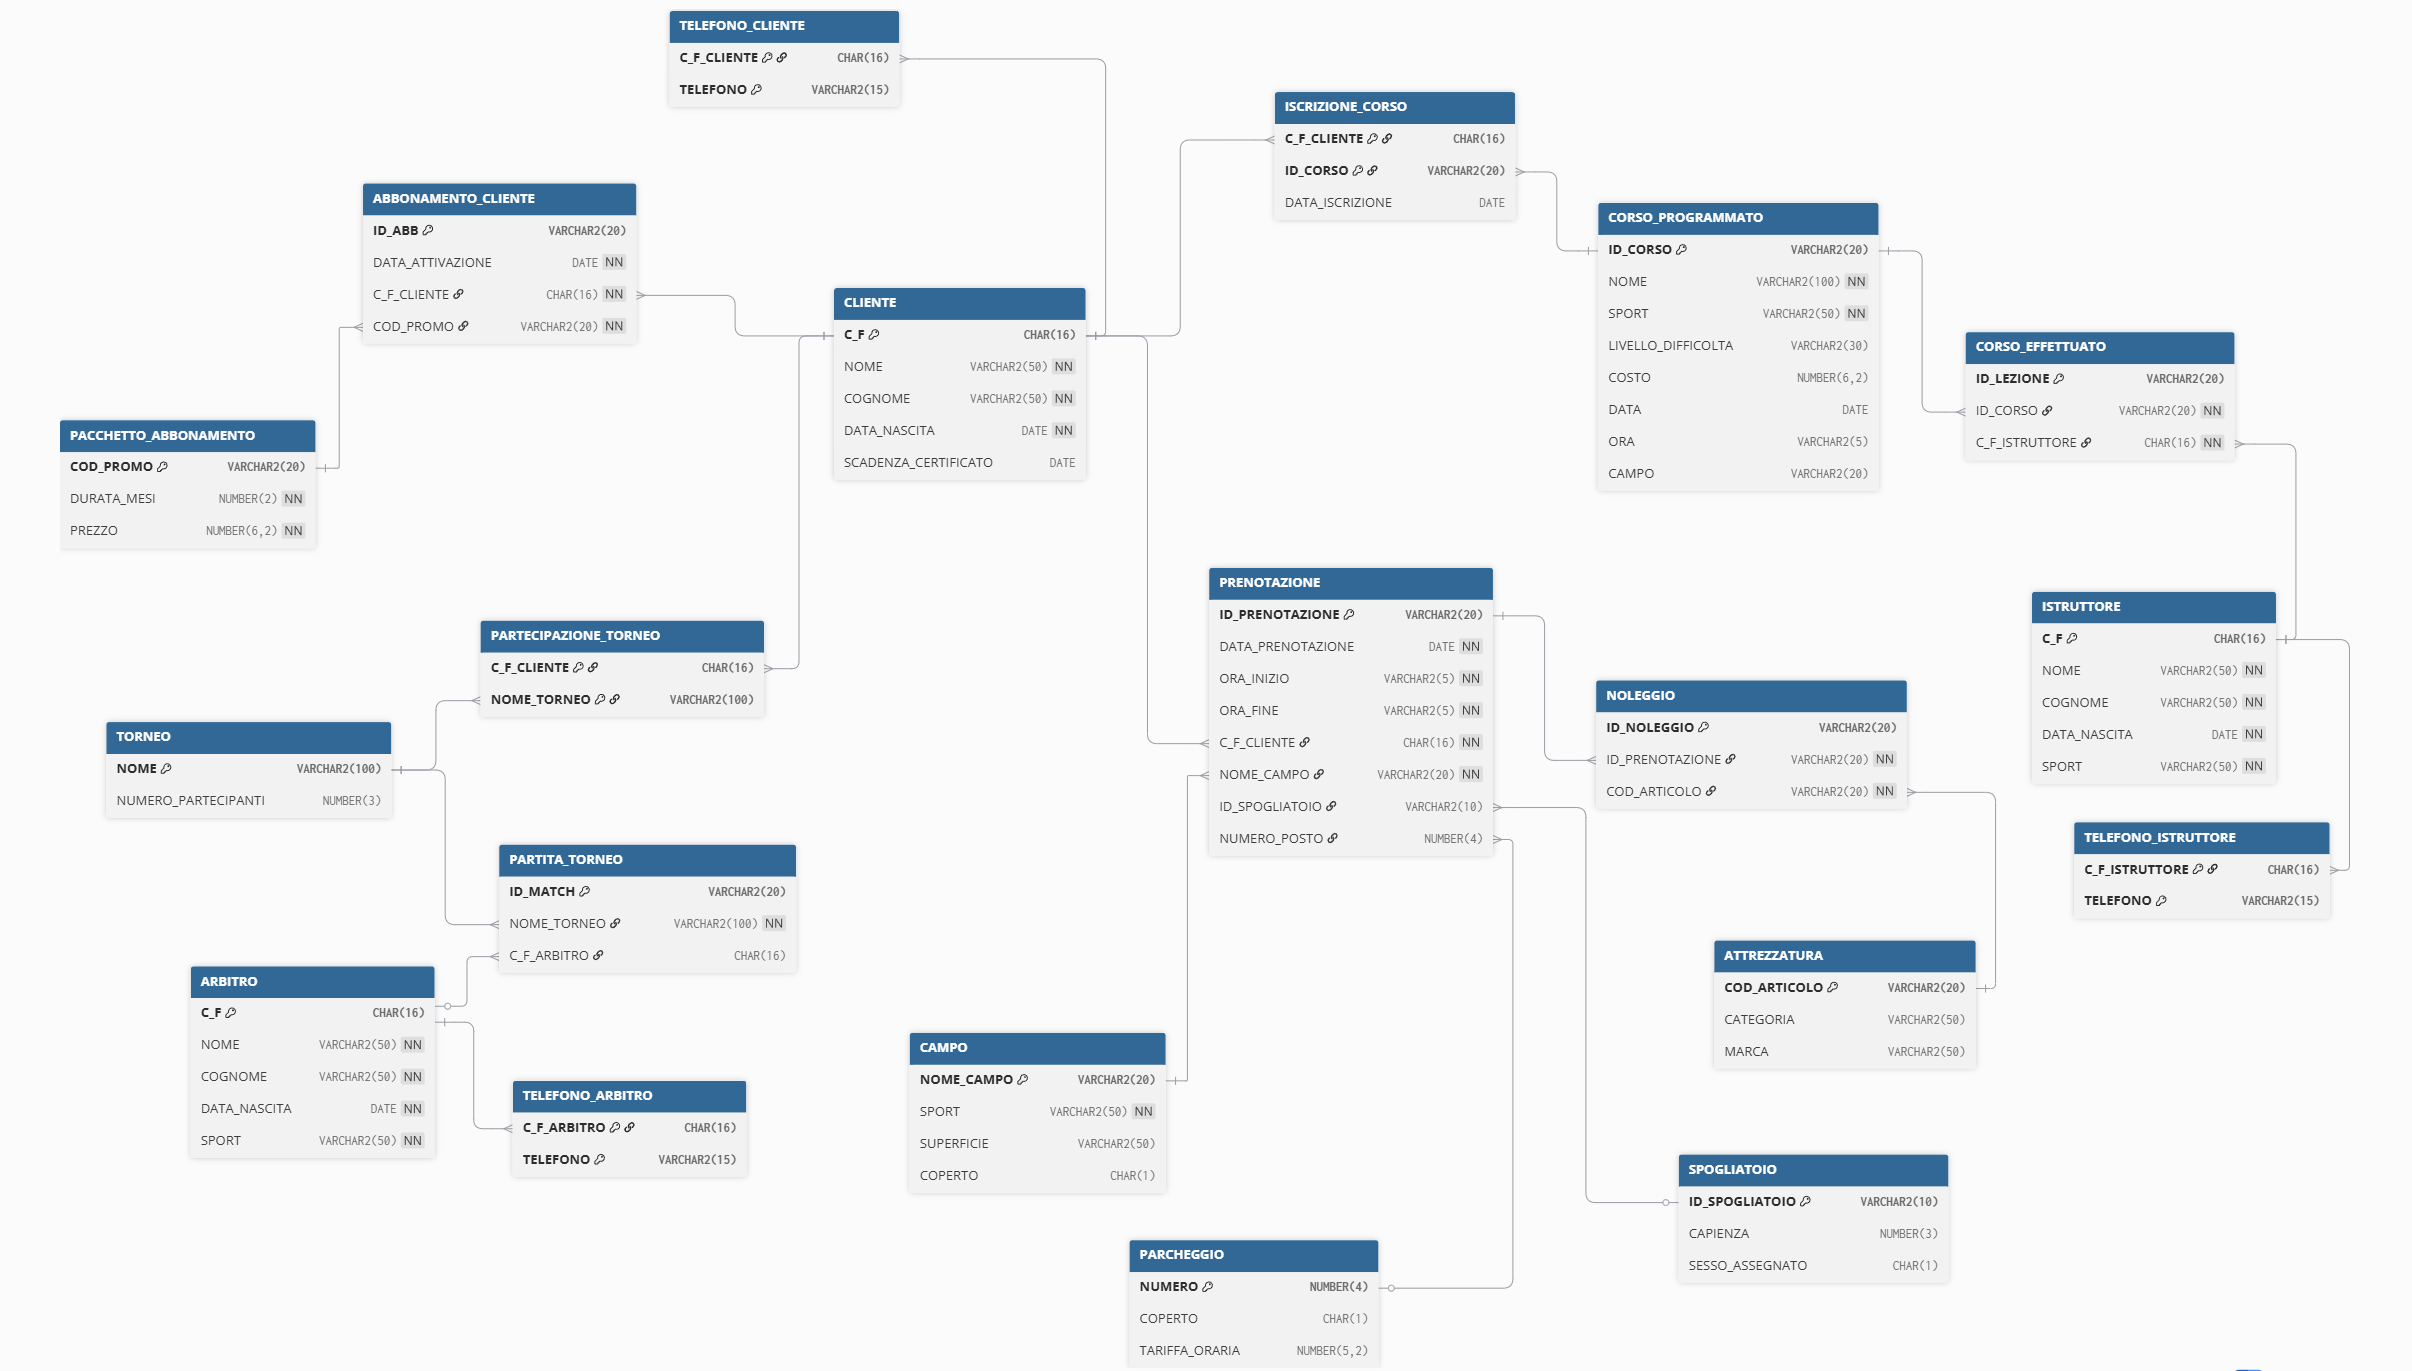 TELEFONO_CLIENTE
C_F_CLIENTE CHAR(16)
TELEFONO VARCHAR2(15)
ISCRIZIONE_CORSO
C_F_CLIENTE CHAR(16)
ID_CORSO VARCHAR2(20)
DATA_ISCRIZIONE DATE
ABBONAMENTO_CLIENTE
ID_ABB VARCHAR2(20)
DATA_ATTIVAZIONE DATE NN
C_F_CLIENTE CHAR(16) NN
COD_PROMO VARCHAR2(20) NN
CORSO_PROGRAMMATO
ID_CORSO VARCHAR2(20)
NOME VARCHAR2(100) NN
SPORT VARCHAR2(50) NN
LIVELLO_DIFFICOLTA VARCHAR2(30)
COSTO NUMBER(6,2)
DATA DATE
ORA VARCHAR2(5)
CAMPO VARCHAR2(20)
CLIENTE
C_F CHAR(16)
NOME VARCHAR2(50) NN
COGNOME VARCHAR2(50) NN
DATA_NASCITA DATE NN
SCADENZA_CERTIFICATO DATE
CORSO_EFFETTUATO
ID_LEZIONE VARCHAR2(20)
ID_CORSO VARCHAR2(20) NN
C_F_ISTRUTTORE CHAR(16) NN
PACCHETTO_ABBONAMENTO
COD_PROMO VARCHAR2(20)
DURATA_MESI NUMBER(2) NN
PREZZO NUMBER(6,2) NN
PRENOTAZIONE
ID_PRENOTAZIONE VARCHAR2(20)
DATA_PRENOTAZIONE DATE NN
ORA_INIZIO VARCHAR2(5) NN
ORA_FINE VARCHAR2(5) NN
C_F_CLIENTE CHAR(16) NN
NOME_CAMPO VARCHAR2(20) NN
ID_SPOGLIATOIO VARCHAR2(10)
NUMERO_POSTO NUMBER(4)
ISTRUTTORE
C_F CHAR(16)
NOME VARCHAR2(50) NN
COGNOME VARCHAR2(50) NN
DATA_NASCITA DATE NN
SPORT VARCHAR2(50) NN
PARTECIPAZIONE_TORNEO
C_F_CLIENTE CHAR(16)
NOME_TORNEO VARCHAR2(100)
NOLEGGIO
ID_NOLEGGIO VARCHAR2(20)
ID_PRENOTAZIONE VARCHAR2(20) NN
COD_ARTICOLO VARCHAR2(20) NN
TORNEO
NOME VARCHAR2(100)
NUMERO_PARTECIPANTI NUMBER(3)
TELEFONO_ISTRUTTORE
C_F_ISTRUTTORE CHAR(16)
TELEFONO VARCHAR2(15)
PARTITA_TORNEO
ID_MATCH VARCHAR2(20)
NOME_TORNEO VARCHAR2(100) NN
C_F_ARBITRO CHAR(16)
ATTREZZATURA
COD_ARTICOLO VARCHAR2(20)
CATEGORIA VARCHAR2(50)
MARCA VARCHAR2(50)
ARBITRO
C_F CHAR(16)
NOME VARCHAR2(50) NN
COGNOME VARCHAR2(50) NN
DATA_NASCITA DATE NN
SPORT VARCHAR2(50) NN
CAMPO
NOME_CAMPO VARCHAR2(20)
SPORT VARCHAR2(50) NN
SUPERFICIE VARCHAR2(50)
COPERTO CHAR(1)
TELEFONO_ARBITRO
C_F_ARBITRO CHAR(16)
TELEFONO VARCHAR2(15)
SPOGLIATOIO
ID_SPOGLIATOIO VARCHAR2(10)
CAPIENZA NUMBER(3)
SESSO_ASSEGNATO CHAR(1)
PARCHEGGIO
NUMERO NUMBER(4)
COPERTO CHAR(1)
TARIFFA_ORARIA NUMBER(5,2)